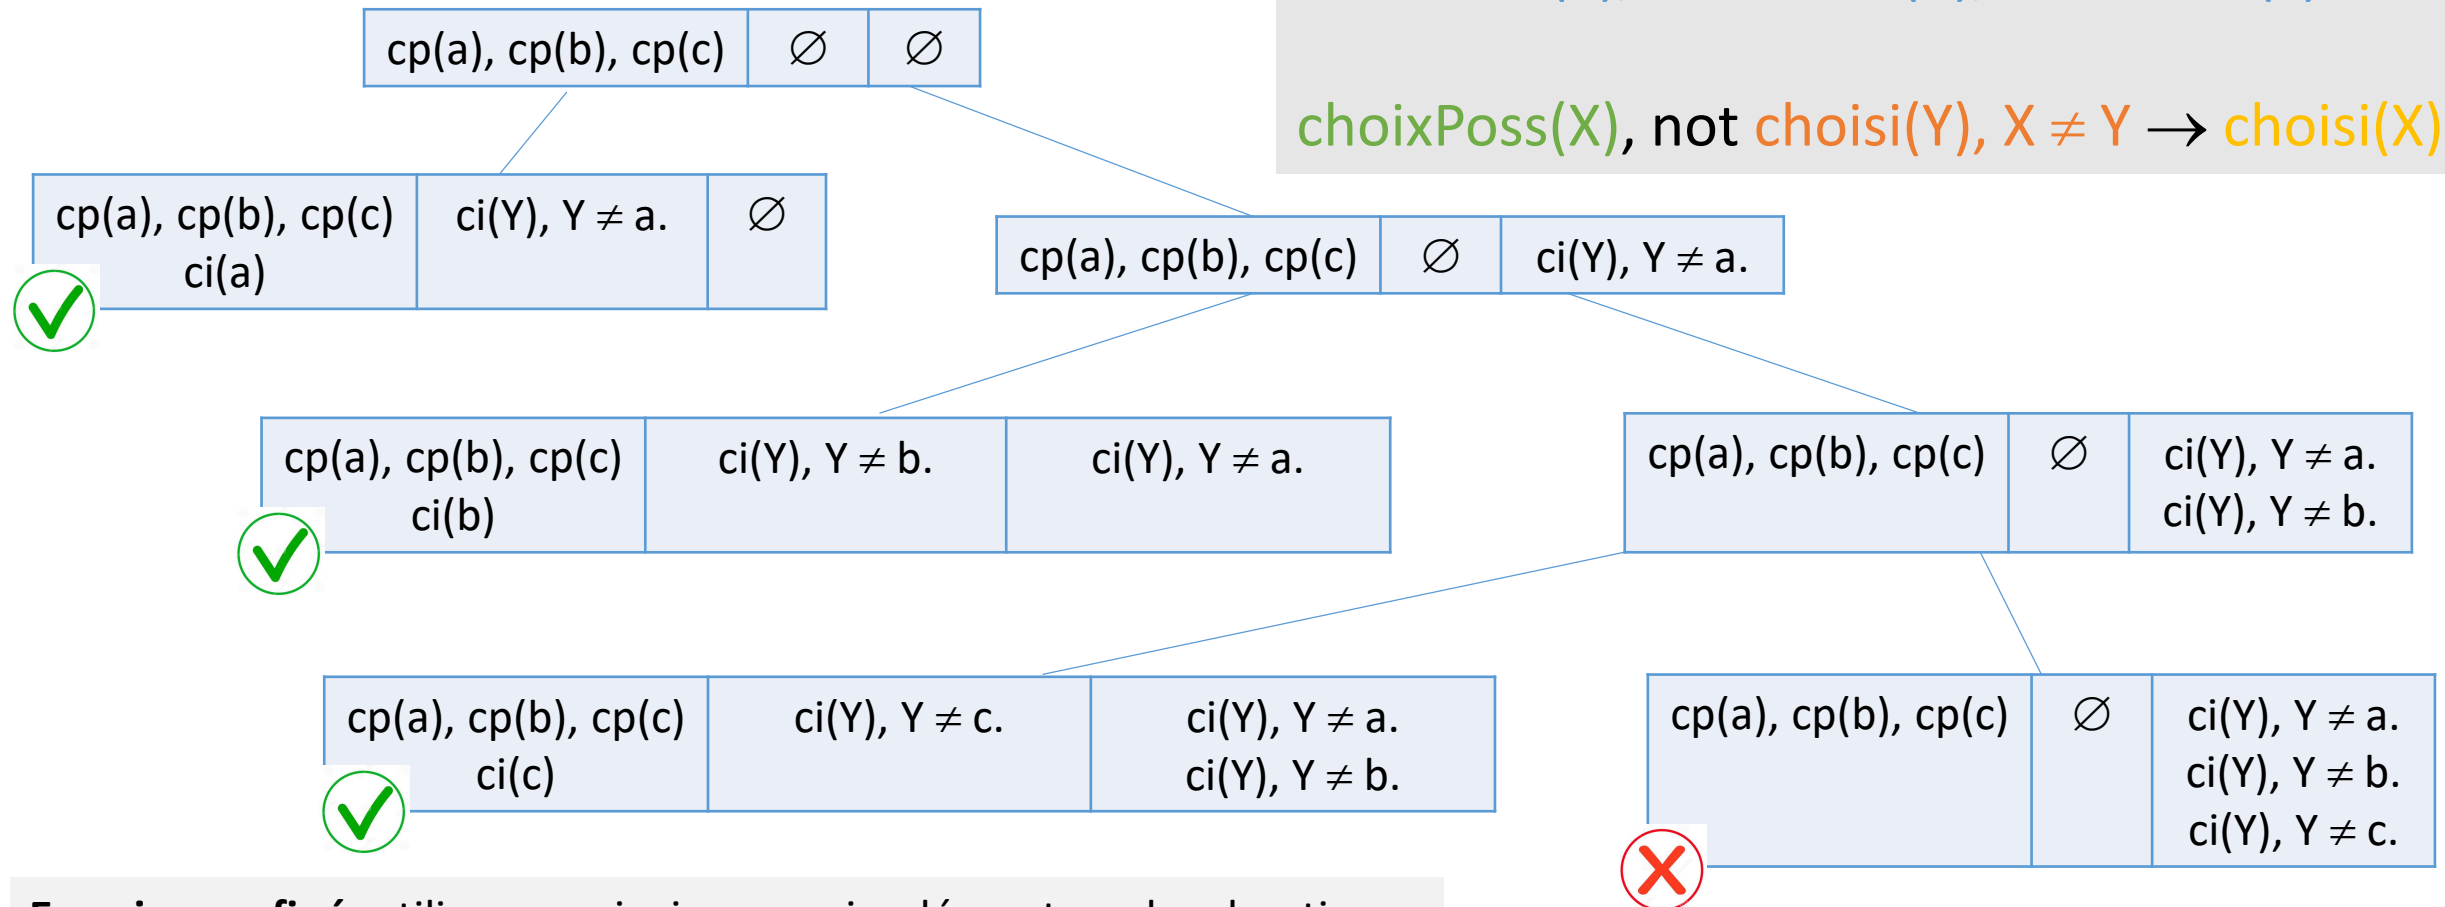 cp(a), cp(b), cp(c) ∅ ∅
choixPoss(X), not choisi(Y), X ≠ Y → choisi(X)
cp(a), cp(b), cp(c) ci(Y), Y ≠ a. ∅
ci(a)
cp(a), cp(b), cp(c) ∅ ci(Y), Y ≠ a.
cp(a), cp(b), cp(c) ci(Y), Y ≠ b. ci(Y), Y ≠ a.
ci(b)
cp(a), cp(b), cp(c) ∅ ci(Y), Y ≠ a.
ci(Y), Y ≠ b.
cp(a), cp(b), cp(c) ci(Y), Y ≠ c. ci(Y), Y ≠ a.
ci(c) ci(Y), Y ≠ b.
cp(a), cp(b), cp(c) ∅ ci(Y), Y ≠ a.
ci(Y), Y ≠ b.
ci(Y), Y ≠ c.